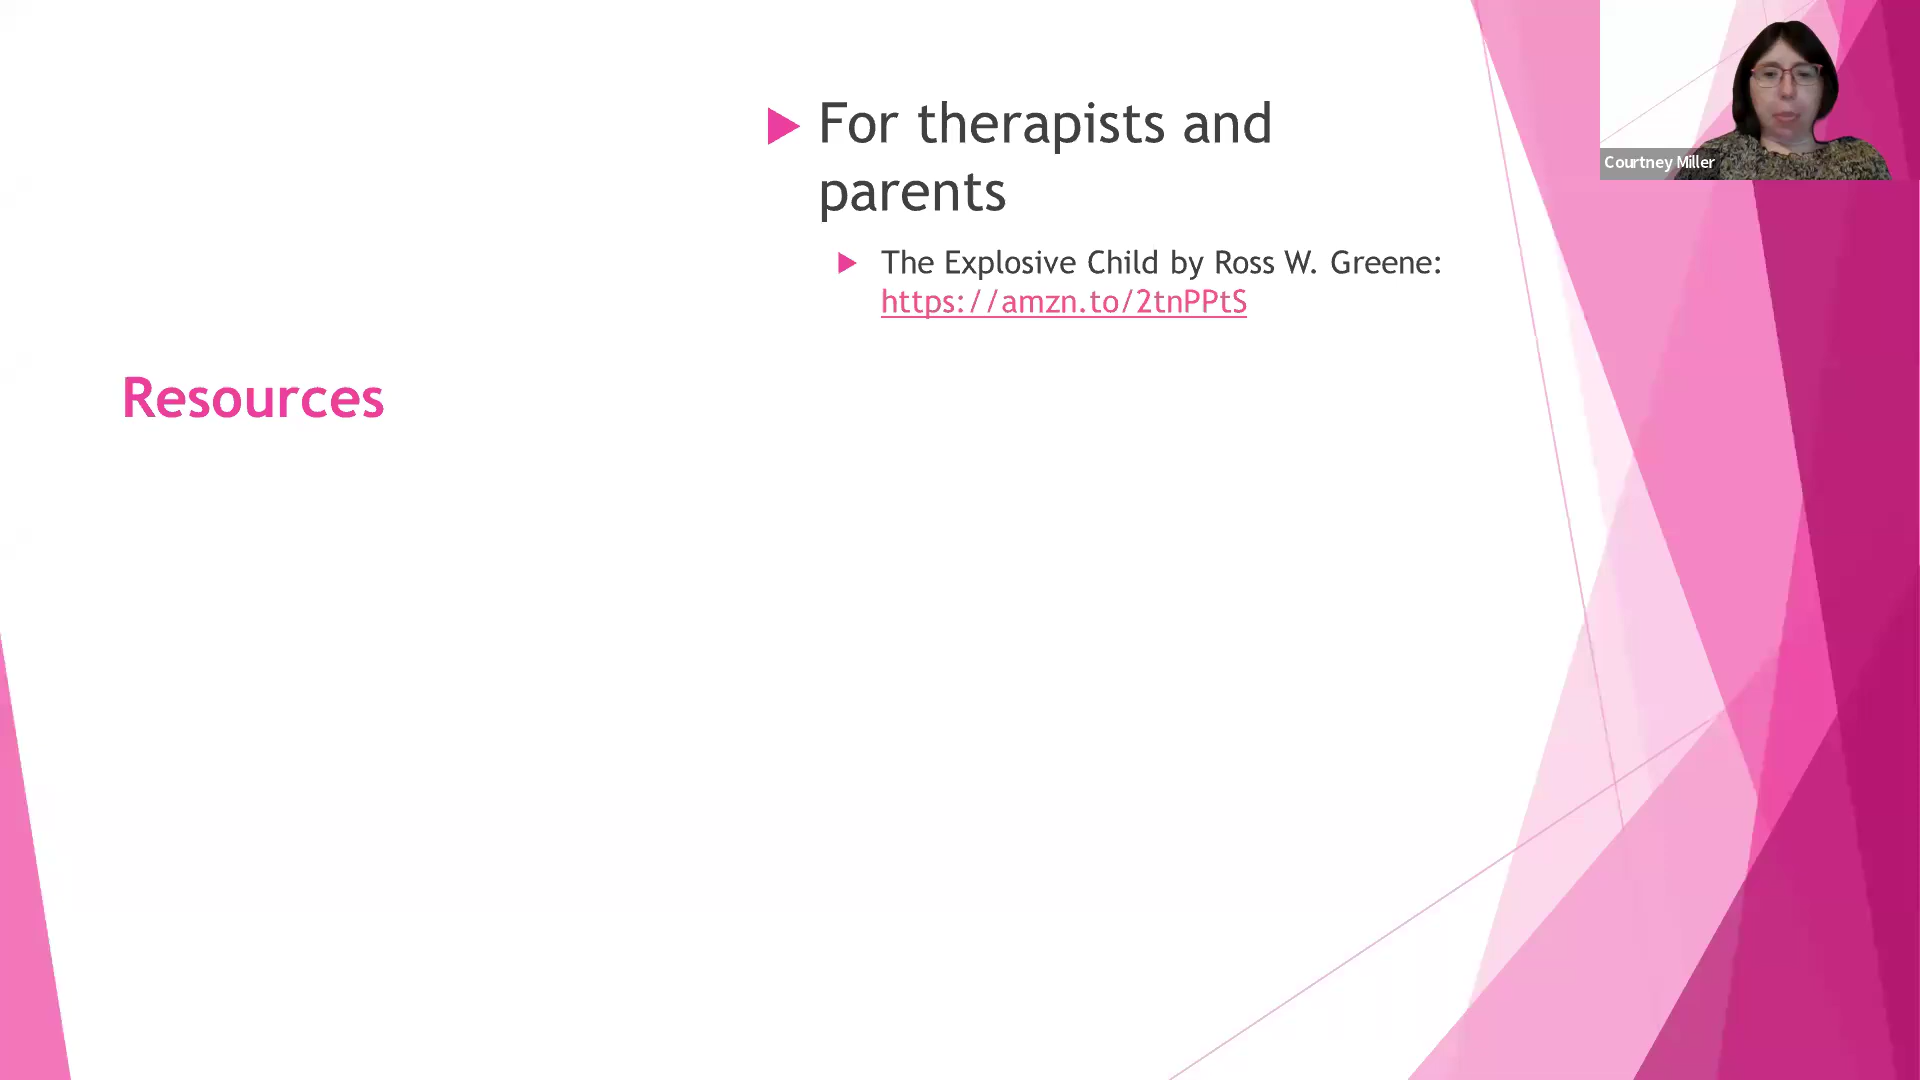 For therapists and
parents
The Explosive Child by Ross W. Greene:
https://amzn.to/2tnPPtS
Resources
Courtney Miller